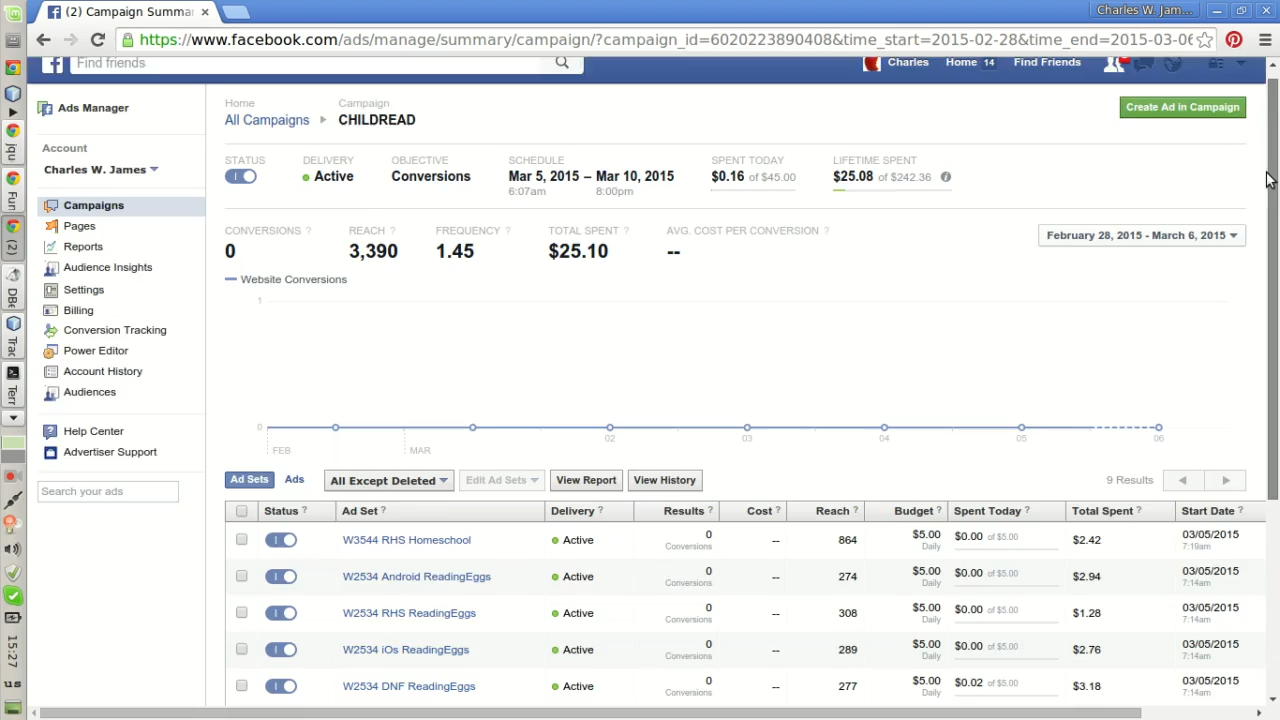 (2) Campaign Summar
Charles W. Jam...
https://www.facebook.com/ads/manage/summary/campaign/?campaign_id=6020223890408&time_start=2015-02-28&time_end=2015-03-06
Find friends
Charles
Home 14
Find Friends
Ads Manager
Account
Charles W. James
Campaigns
Pages
Reports
Audience Insights
Settings
Billing
Conversion Tracking
Power Editor
Account History
Audiences
Help Center
Advertiser Support
Search your ads
Home Campaign
All Campaigns CHILDREAD
Create Ad in Campaign
STATUS DELIVERY OBJECTIVE SCHEDULE SPENT TODAY LIFETIME SPENT
Active Conversions Mar 5, 2015 – Mar 10, 2015 $0.16 of $45.00 $25.08 of $242.36
6:07am 8:00pm
CONVERSIONS ? REACH ? FREQUENCY ? TOTAL SPENT ? AVG. COST PER CONVERSION ?
0 3,390 1.45 $25.10 --
February 28, 2015 - March 6, 2015
Website Conversions
1
0
02 03 04 05 06
FEB MAR
Ad Sets Ads All Except Deleted Edit Ad Sets View Report View History 9 Results
Status ? Ad Set ? Delivery ? Results ? Cost ? Reach ? Budget ? Spent Today ? Total Spent ? Start Date ?
W3544 RHS Homeschool Active 0 -- 864 $5.00 $0.00 of $5.00 $2.42 03/05/2015
Conversions Daily 7:19am
W2534 Android ReadingEggs Active 0 -- 274 $5.00 $0.00 of $5.00 $2.94 03/05/2015
Conversions Daily 7:14am
W2534 RHS ReadingEggs Active 0 -- 308 $5.00 $0.00 of $5.00 $1.28 03/05/2015
Conversions Daily 7:14am
W2534 iOs ReadingEggs Active 0 -- 289 $5.00 $0.00 of $5.00 $2.76 03/05/2015
Conversions Daily 7:14am
W2534 DNF ReadingEggs Active 0 -- 277 $5.00 $0.02 of $5.00 $3.18 03/05/2015
Conversions Daily 7:14am
jqu
Fun
(2)
DBe
Trac
Terr
15:27
us